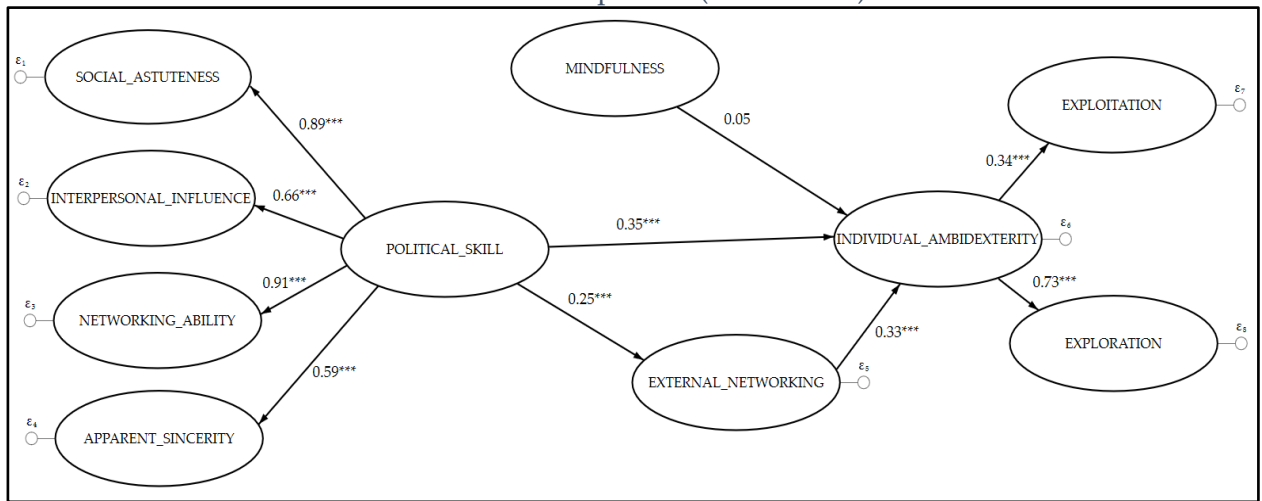 ε₁
SOCIAL_ASTUTENESS
MINDFULNESS
ε₇
EXPLOITATION
0.89***
0.05
0.34***
ε₂
INTERPERSONAL_INFLUENCE
0.66***
0.35***
POLITICAL_SKILL
INDIVIDUAL_AMBIDEXTERITY
ε₆
0.91***
0.25***
0.73***
ε₃
NETWORKING_ABILITY
0.33***
EXPLORATION
ε₈
0.59***
EXTERNAL_NETWORKING
ε₅
ε₄
APPARENT_SINCERITY